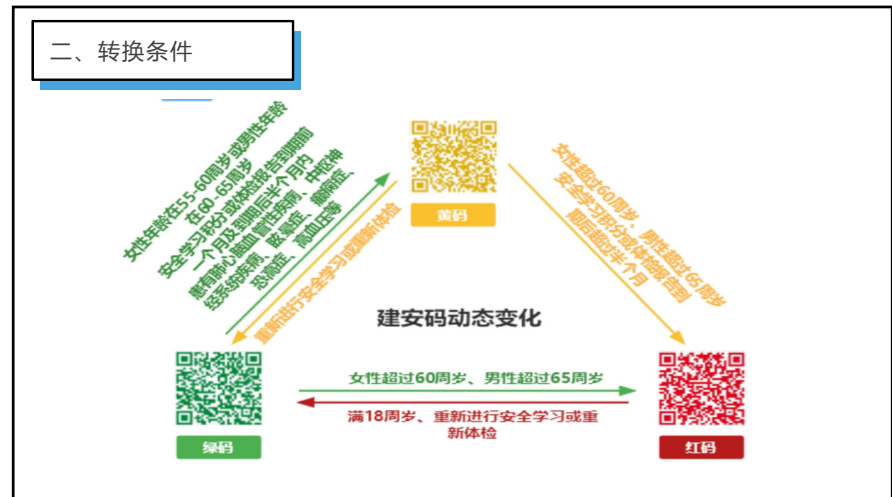 二、转换条件
女性年龄在55-60周岁或男性年龄
在60-65周岁
安全学习积分或体检报告到期前
一个月及到期后半个月内
患有肺心脑血管性疾病、中枢神
经系统疾病、眩晕症、癫痫症、
恐高症、高血压等
重新进行安全学习或重新体检
黄码
女性超过60周岁、男性超过65周岁
安全学习积分或体检报告到
期后超过半个月
建安码动态变化
女性超过60周岁、男性超过65周岁
满18周岁、重新进行安全学习或重
新体检
绿码
红码